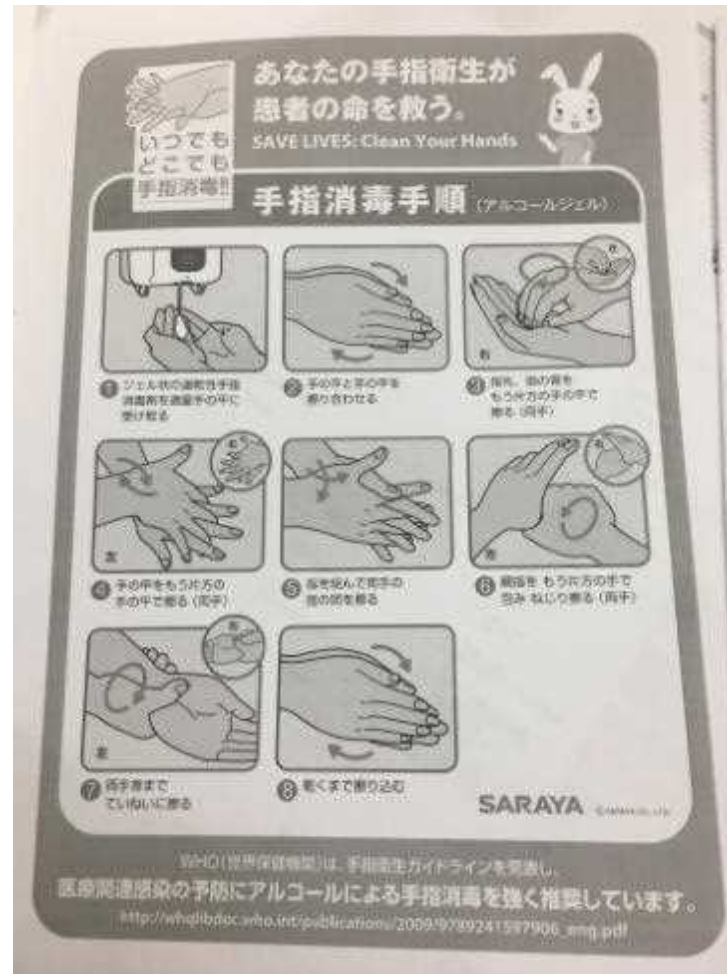 あなたの手指衛生が
患者の命を救う。
SAVE LIVES: Clean Your Hands
いつでも
どこでも
手指消毒!!
手指消毒手順（アルコールジェル）
1 ジェル状の速乾性手指
消毒剤を適量手の平に
受け取る
2 手の平と手の平を
擦り合わせる
右
3 指先、指の背を
もう片方の手の平で
擦る（両手）
左
4 手の甲をもう片方の
手の平で擦る（両手）
5 指を組んで両手の
指の間を擦る
6 親指を もう片方の手で
包み ねじり擦る（両手）
7 両手首まで
ていねいに擦る
8 乾くまで擦り込む
SARAYA
WHO（世界保健機関）は、手指衛生ガイドラインを発表し、
医療関連感染の予防にアルコールによる手指消毒を強く推奨しています。
http://whqlibdoc.who.int/publications/2009/9789241597906_eng.pdf